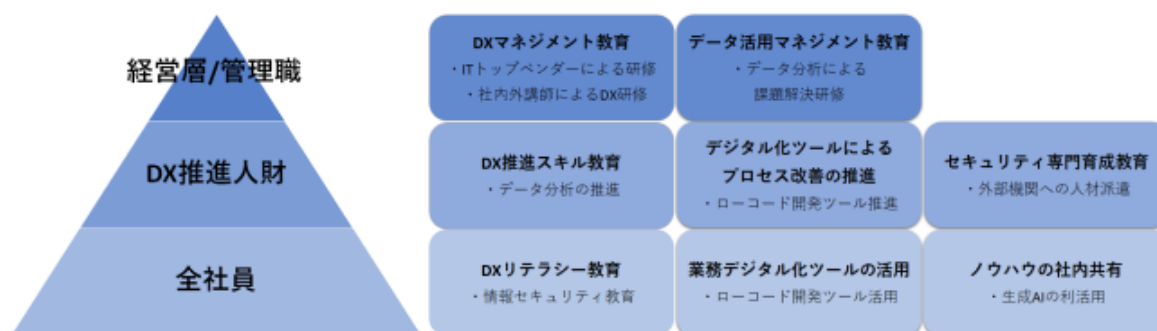 経営層/管理職
DXマネジメント教育
・ITトップベンダーによる研修
・社内外講師によるDX研修
データ活用マネジメント教育
・データ分析による
課題解決研修
DX推進人財
DX推進スキル教育
・データ分析の推進
デジタル化ツールによる
プロセス改善の推進
・ローコード開発ツール推進
セキュリティ専門育成教育
・外部機関への人材派遣
全社員
DXリテラシー教育
・情報セキュリティ教育
業務デジタル化ツールの活用
・ローコード開発ツール活用
ノウハウの社内共有
・生成AIの利活用